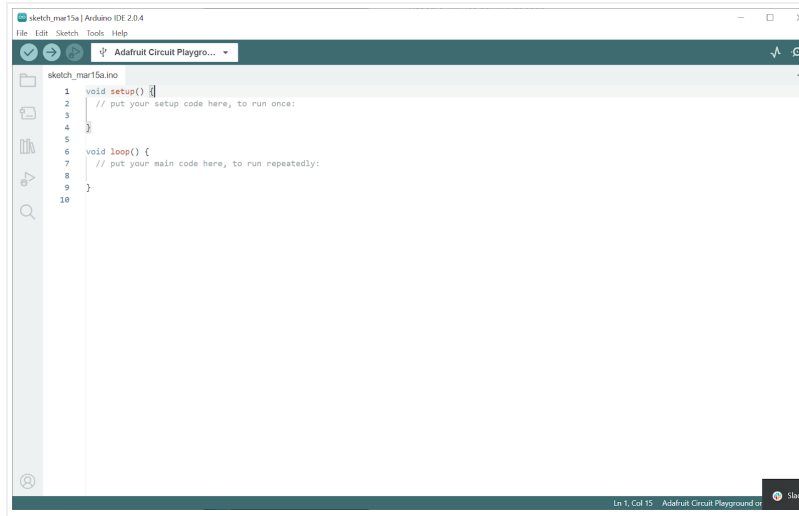 sketch_mar15a | Arduino IDE 2.0.4
File Edit Sketch Tools Help
Adafruit Circuit Playgro...
sketch_mar15a.ino
1 void setup() {
2 // put your setup code here, to run once:
3
4 }
5
6 void loop() {
7 // put your main code here, to run repeatedly:
8
9 }
10
Ln 1, Col 15 Adafruit Circuit Playground